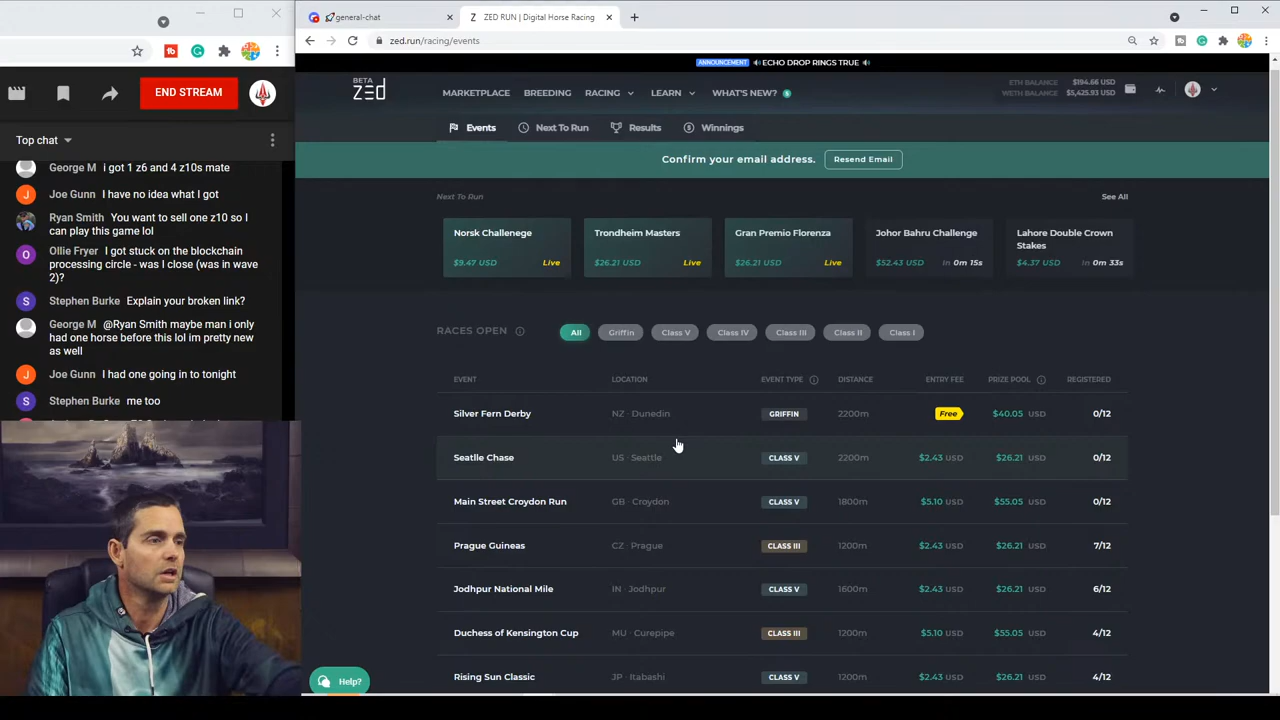 general-chat
ZED RUN | Digital Horse Racing
zed.run/racing/events
END STREAM
Top chat
George M i got 1 z6 and 4 z10s mate
Joe Gunn I have no idea what I got
Ryan Smith You want to sell one z10 so I
can play this game lol
Ollie Fryer I got stuck on the blockchain
processing circle - was I close (was in wave
2)?
Stephen Burke Explain your broken link?
George M @Ryan Smith maybe man i only
had one horse before this lol im pretty new
as well
Joe Gunn I had one going in to tonight
Stephen Burke me too
ANNOUNCEMENT ECHO DROP RINGS TRUE
BETA
zed
MARKETPLACE BREEDING RACING LEARN WHAT'S NEW?
ETH BALANCE $194.66 USD
WETH BALANCE $5,425.93 USD
Events Next To Run Results Winnings
Confirm your email address. Resend Email
Next To Run See All
Norsk Challenege
$9.47 USD Live
Trondheim Masters
$26.21 USD Live
Gran Premio Florenza
$26.21 USD Live
Johor Bahru Challenge
$52.43 USD In 0m 15s
Lahore Double Crown
Stakes
$4.37 USD In 0m 33s
RACES OPEN All Griffin Class V Class IV Class III Class II Class I
EVENT LOCATION EVENT TYPE DISTANCE ENTRY FEE PRIZE POOL REGISTERED
Silver Fern Derby NZ · Dunedin GRIFFIN 2200m Free $40.05 USD 0/12
Seatlle Chase US · Seattle CLASS V 2200m $2.43 USD $26.21 USD 0/12
Main Street Croydon Run GB · Croydon CLASS V 1800m $5.10 USD $55.05 USD 0/12
Prague Guineas CZ · Prague CLASS III 1200m $2.43 USD $26.21 USD 7/12
Jodhpur National Mile IN · Jodhpur CLASS V 1600m $2.43 USD $26.21 USD 6/12
Duchess of Kensington Cup MU · Curepipe CLASS III 1200m $5.10 USD $55.05 USD 4/12
Rising Sun Classic JP · Itabashi CLASS V 1200m $2.43 USD $26.21 USD 4/12
Help?